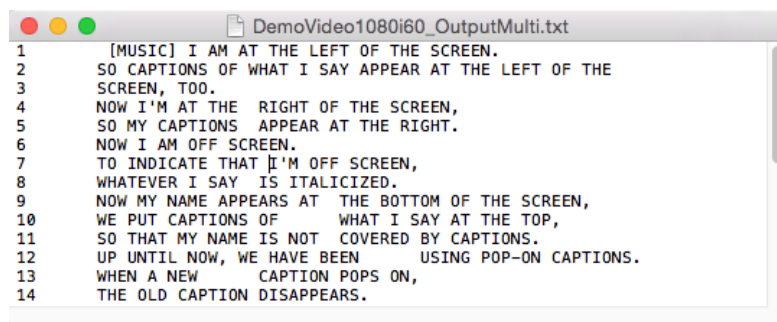 DemoVideo1080i60_OutputMulti.txt
1 [MUSIC] I AM AT THE LEFT OF THE SCREEN.
2 SO CAPTIONS OF WHAT I SAY APPEAR AT THE LEFT OF THE
3 SCREEN, TOO.
4 NOW I'M AT THE  RIGHT OF THE SCREEN,
5 SO MY CAPTIONS  APPEAR AT THE RIGHT.
6 NOW I AM OFF SCREEN.
7 TO INDICATE THAT I'M OFF SCREEN,
8 WHATEVER I SAY  IS ITALICIZED.
9 NOW MY NAME APPEARS AT  THE BOTTOM OF THE SCREEN,
10 WE PUT CAPTIONS OF      WHAT I SAY AT THE TOP,
11 SO THAT MY NAME IS NOT  COVERED BY CAPTIONS.
12 UP UNTIL NOW, WE HAVE BEEN      USING POP-ON CAPTIONS.
13 WHEN A NEW      CAPTION POPS ON,
14 THE OLD CAPTION DISAPPEARS.